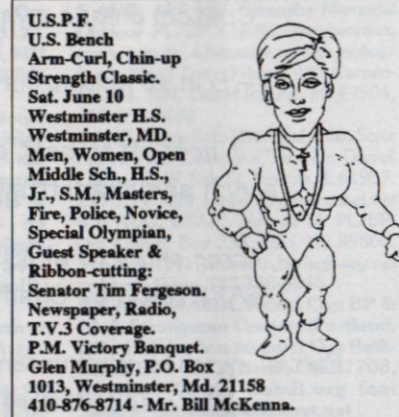 U.S.P.F.
U.S. Bench
Arm-Curl, Chin-up
Strength Classic.
Sat. June 10
Westminster H.S.
Westminster, MD.
Men, Women, Open
Middle Sch., H.S.,
Jr., S.M., Masters,
Fire, Police, Novice,
Special Olympian,
Guest Speaker &
Ribbon-cutting:
Senator Tim Fergeson.
Newspaper, Radio,
T.V.3 Coverage.
P.M. Victory Banquet.
Glen Murphy, P.O. Box
1013, Westminster, Md. 21158
410-876-8714 - Mr. Bill McKenna